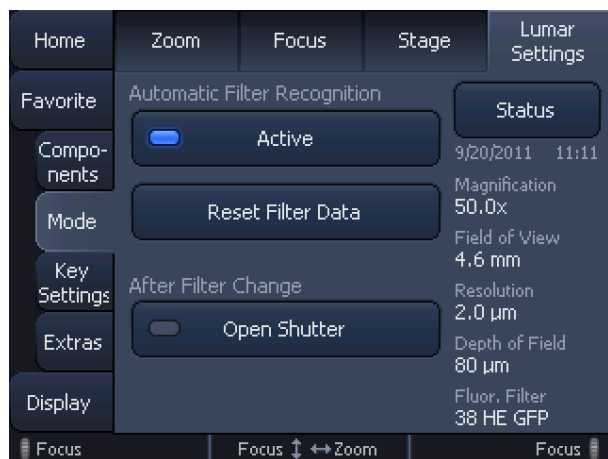 Home
Zoom
Focus
Stage
Lumar
Settings
Favorite
Compo-
nents
Mode
Key
Settings
Extras
Display
Automatic Filter Recognition
Active
Reset Filter Data
After Filter Change
Open Shutter
Status
9/20/2011 11:11
Magnification
50.0x
Field of View
4.6 mm
Resolution
2.0 µm
Depth of Field
80 µm
Fluor. Filter
38 HE GFP
Focus
Focus ↕ ↔ Zoom
Focus